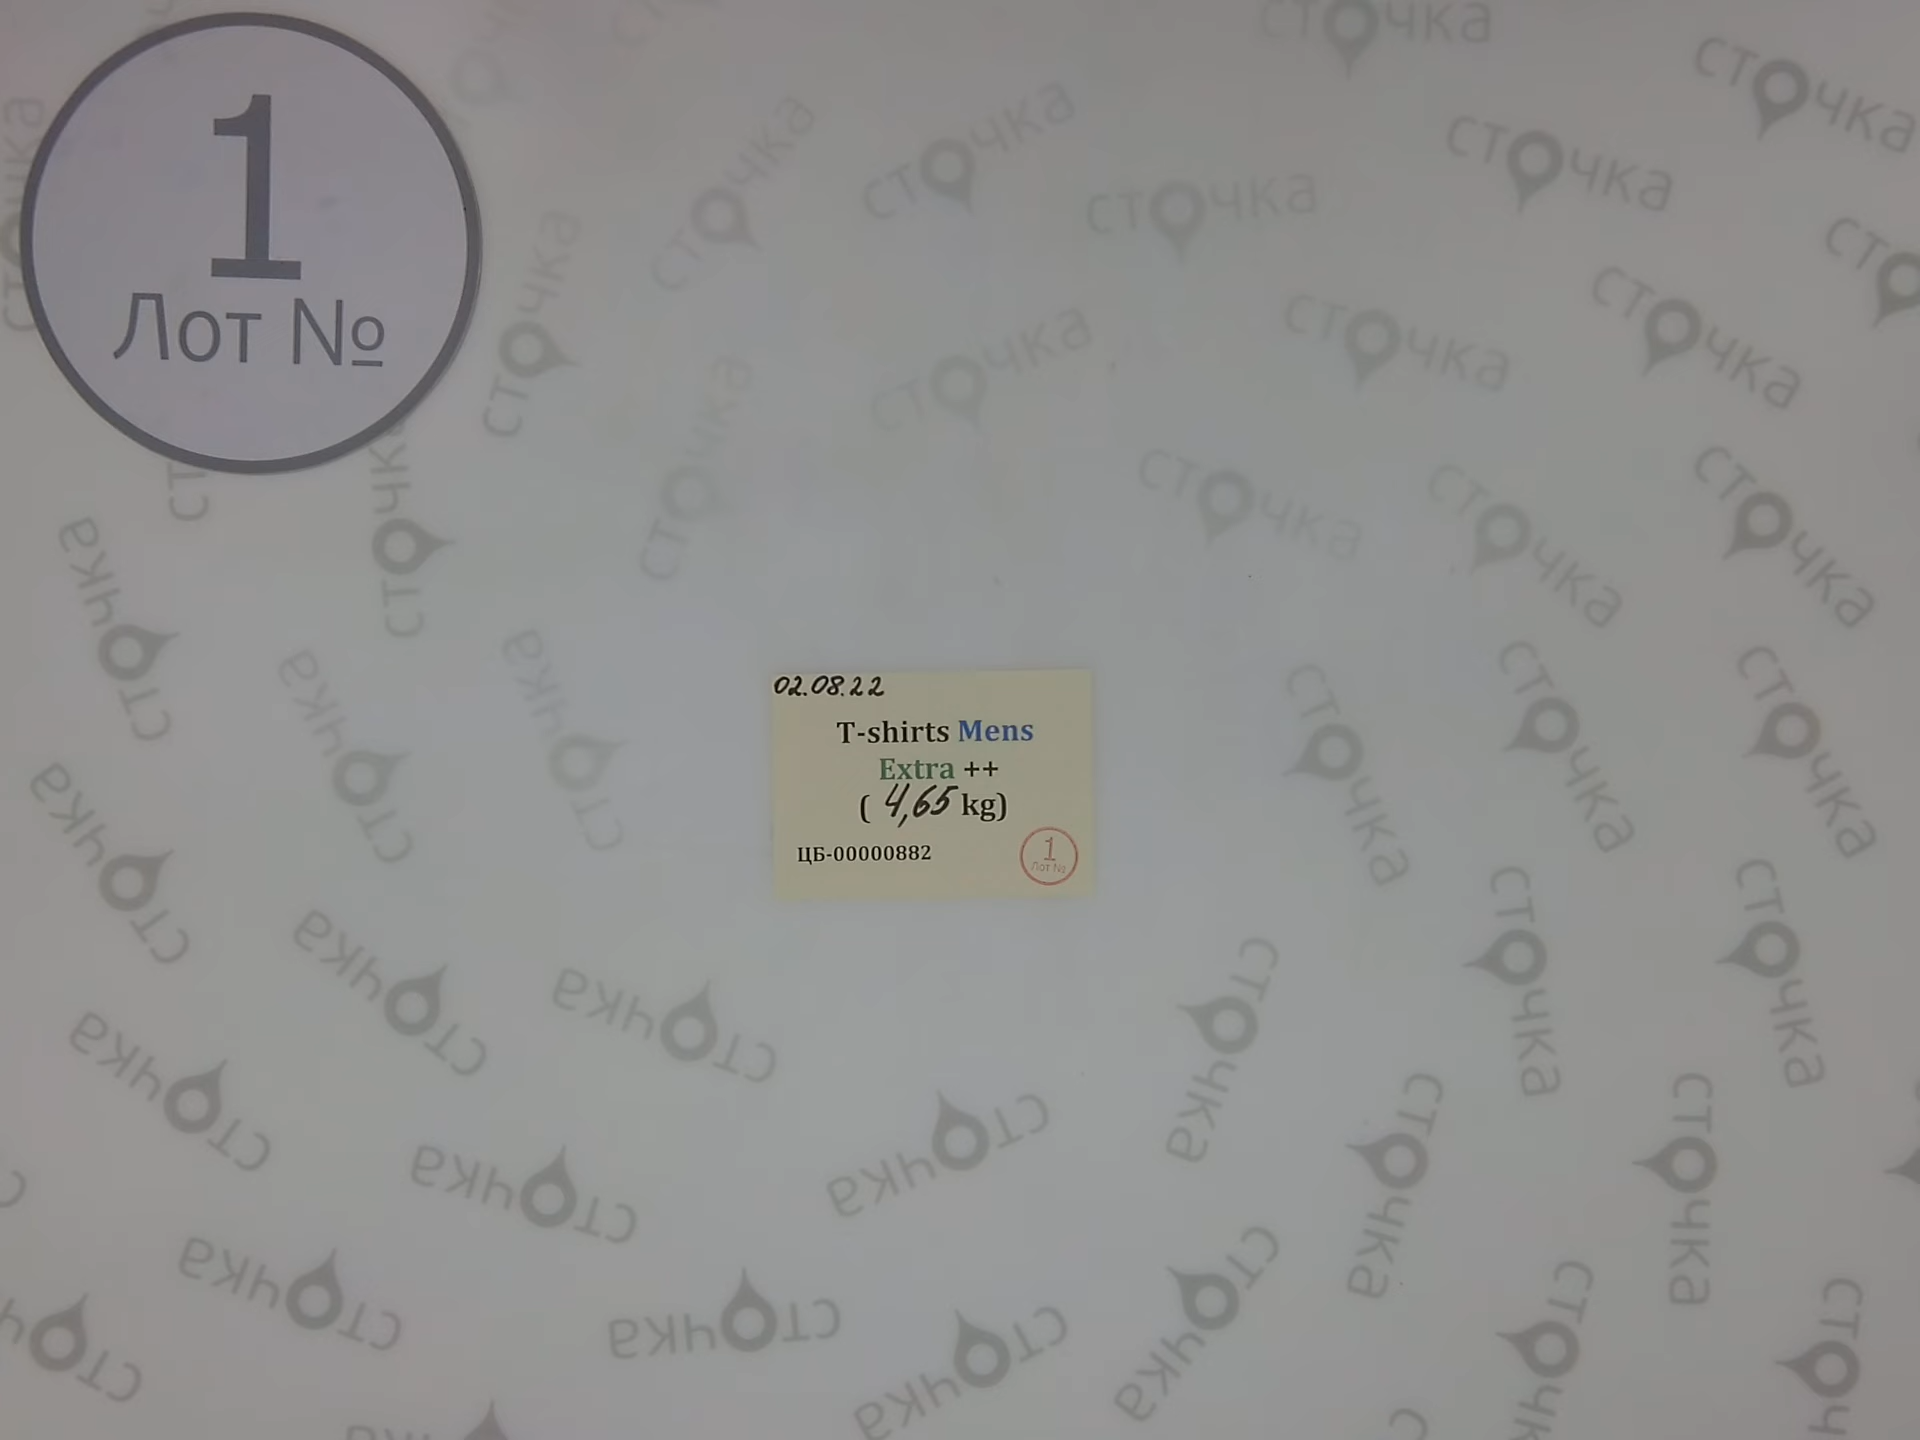 1
Лот №
02.08.22
T-shirts Mens
Extra ++
( 4,65 kg)
ЦБ-00000882
1
Лот №
сточка